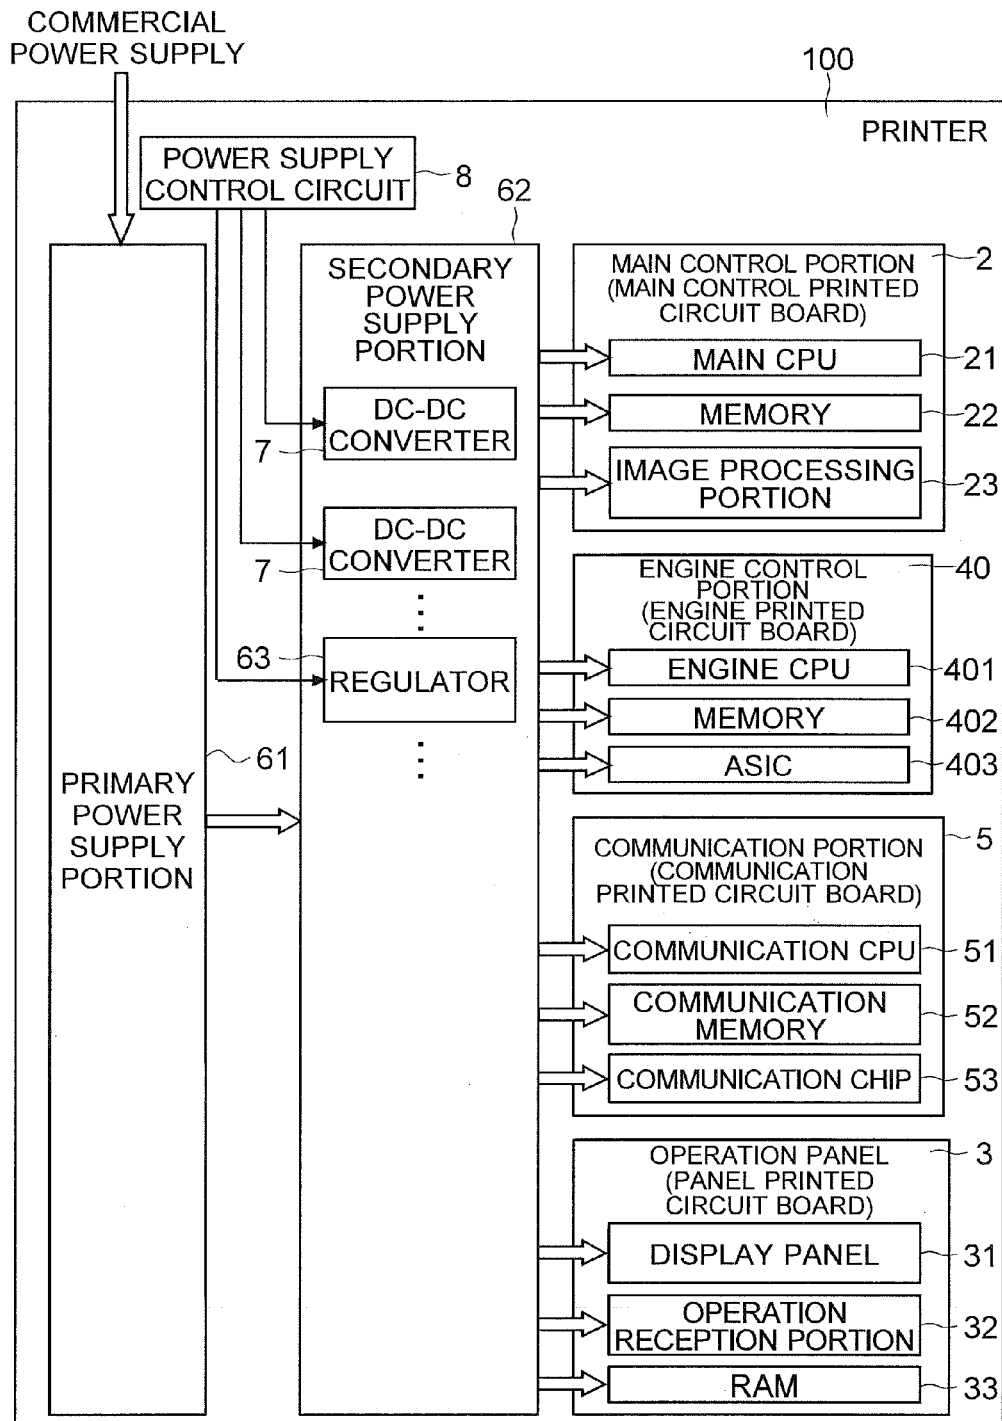 COMMERCIAL
POWER SUPPLY
100
PRINTER
POWER SUPPLY
CONTROL CIRCUIT
8
62
SECONDARY
POWER
SUPPLY
PORTION
DC-DC
CONVERTER
7
DC-DC
CONVERTER
7
63
REGULATOR
61
PRIMARY
POWER
SUPPLY
PORTION
2
MAIN CONTROL PORTION
(MAIN CONTROL PRINTED
CIRCUIT BOARD)
MAIN CPU
21
MEMORY
22
IMAGE PROCESSING
PORTION
23
40
ENGINE CONTROL
PORTION
(ENGINE PRINTED
CIRCUIT BOARD)
ENGINE CPU
401
MEMORY
402
ASIC
403
5
COMMUNICATION PORTION
(COMMUNICATION
PRINTED CIRCUIT BOARD)
COMMUNICATION CPU
51
COMMUNICATION
MEMORY
52
COMMUNICATION CHIP
53
3
OPERATION PANEL
(PANEL PRINTED
CIRCUIT BOARD)
DISPLAY PANEL
31
OPERATION
RECEPTION PORTION
32
RAM
33